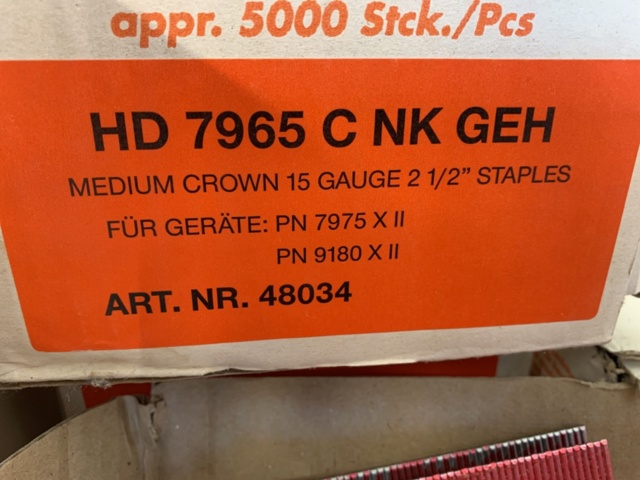 appr. 5000 Stck./Pcs
HD 7965 C NK GEH
MEDIUM CROWN 15 GAUGE 2 1/2" STAPLES
FÜR GERÄTE: PN 7975 X II
PN 9180 X II
ART. NR. 48034